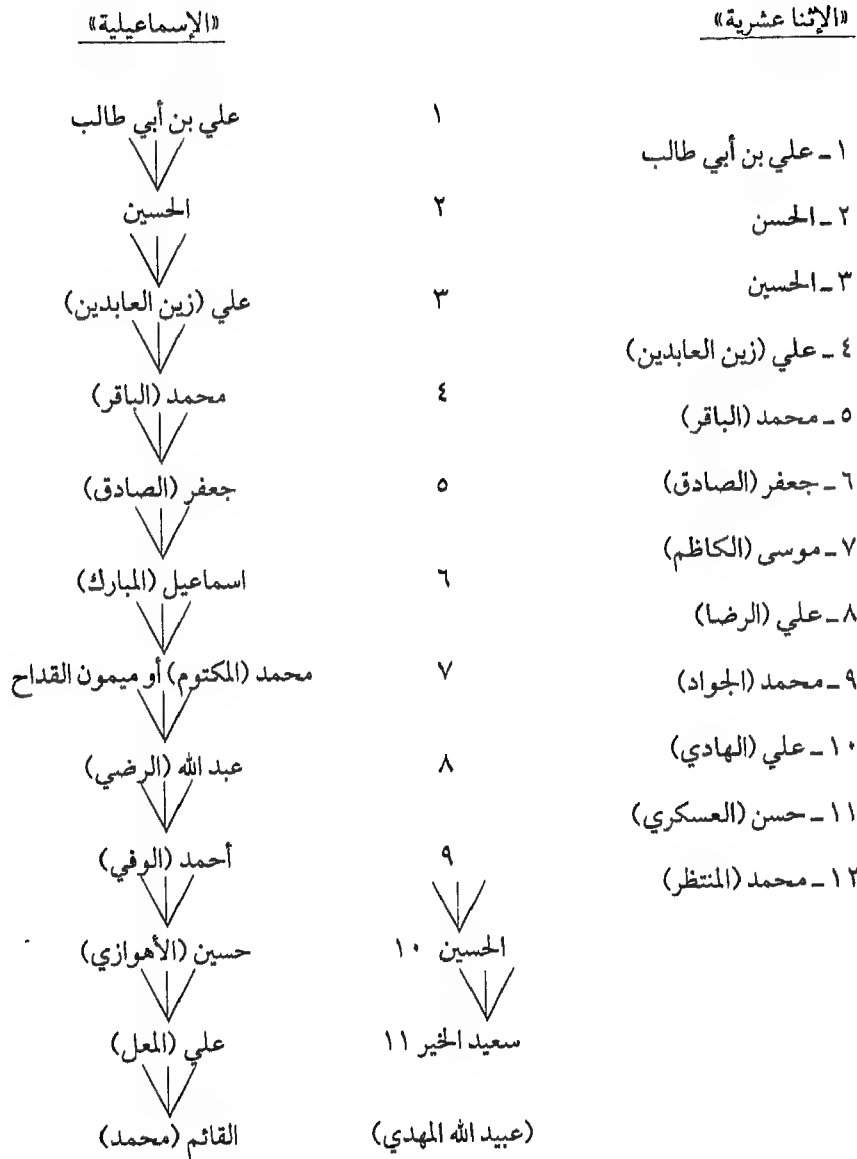 «الإثنا عشرية»
١ ـ علي بن أبي طالب
٢ ـ الحسن
٣ ـ الحسين
٤ ـ علي (زين العابدين)
٥ ـ محمد (الباقر)
٦ ـ جعفر (الصادق)
٧ ـ موسى (الكاظم)
٨ ـ علي (الرضا)
٩ ـ محمد (الجواد)
١٠ ـ علي (الهادي)
١١ ـ حسن (العسكري)
١٢ ـ محمد (المنتظر)
«الإسماعيلية»
١ علي بن أبي طالب
٢ الحسين
٣ علي (زين العابدين)
٤ محمد (الباقر)
٥ جعفر (الصادق)
٦ اسماعيل (المبارك)
٧ محمد (المكتوم) أو ميمون القداح
٨ عبد الله (الرضي)
٩ أحمد (الوفي)
الحسين ١٠ حسين (الأهوازي)
سعيد الخير ١١ علي (المعل)
(عبيد الله المهدي) القائم (محمد)